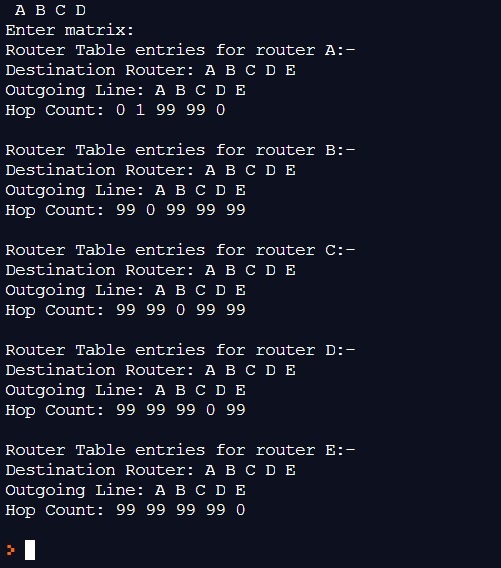 A B C D
Enter matrix:
Router Table entries for router A:-
Destination Router: A B C D E
Outgoing Line: A B C D E
Hop Count: 0 1 99 99 0
Router Table entries for router B:-
Destination Router: A B C D E
Outgoing Line: A B C D E
Hop Count: 99 0 99 99 99
Router Table entries for router C:-
Destination Router: A B C D E
Outgoing Line: A B C D E
Hop Count: 99 99 0 99 99
Router Table entries for router D:-
Destination Router: A B C D E
Outgoing Line: A B C D E
Hop Count: 99 99 99 0 99
Router Table entries for router E:-
Destination Router: A B C D E
Outgoing Line: A B C D E
Hop Count: 99 99 99 99 0
>